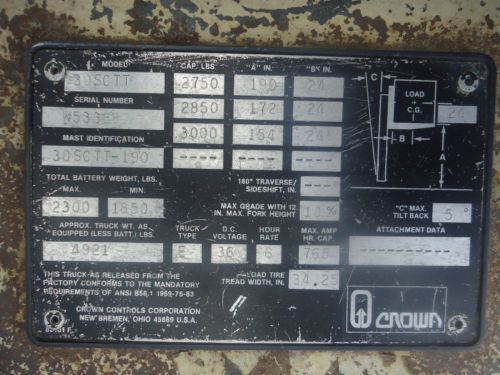 MODEL CAP. LBS. "A" IN. "B" IN.
30SCTT 2750 190 24
SERIAL NUMBER 2850 172 24
3000 154 24
MAST IDENTIFICATION
30SCTT-190 ---- ---- ----
C LOAD + C.G. 24
B A
TOTAL BATTERY WEIGHT, LBS.
MAX. MIN.
2300 1850
180° TRAVERSE/ SIDESHIFT, IN. ---
MAX GRADE WITH 12 IN. MAX. FORK HEIGHT 10%
"C" MAX. TILT BACK 5 °
APPROX. TRUCK WT. AS EQUIPPED (LESS BATT.) LBS.
4921
TRUCK TYPE D.C. VOLTAGE HOUR RATE MAX. AMP HR. CAP.
E 36 6 765
ATTACHMENT DATA
THIS TRUCK AS RELEASED FROM THE
FACTORY CONFORMS TO THE MANDATORY
REQUIREMENTS OF ANSI B56.1 1969-75-83
LOAD TIRE
TREAD WIDTH, IN. 34.25
CROWN CONTROLS CORPORATION
NEW BREMEN, OHIO 45869 U.S.A.
crown